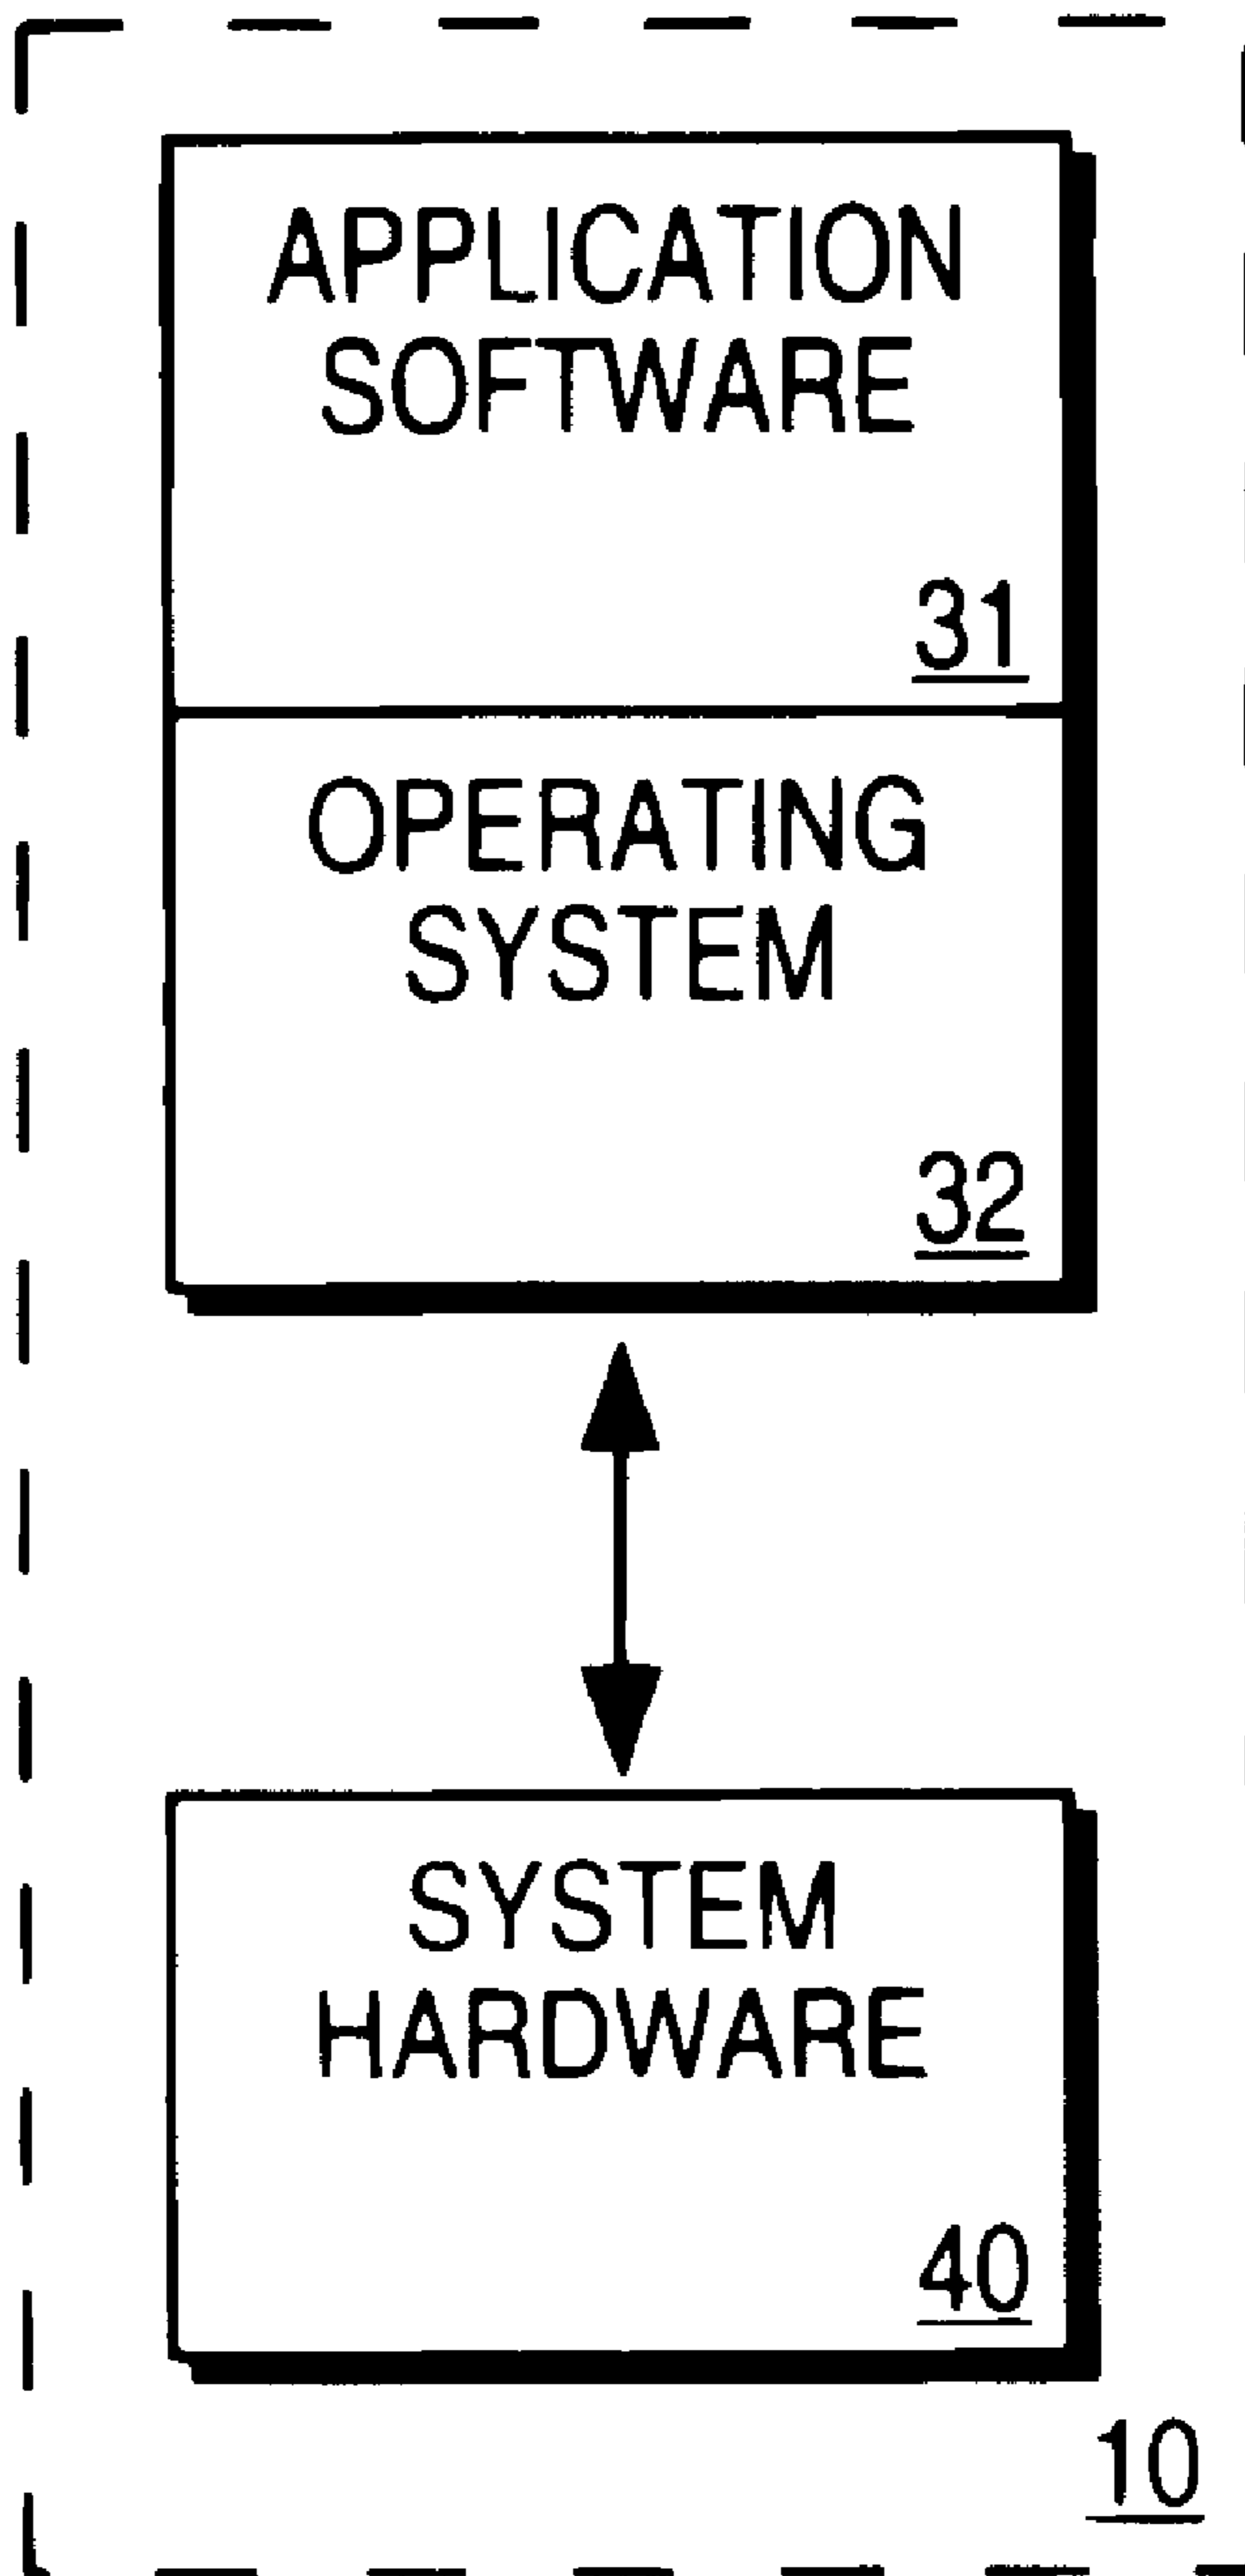 APPLICATION
SOFTWARE
31
OPERATING
SYSTEM
32
SYSTEM
HARDWARE
40
10